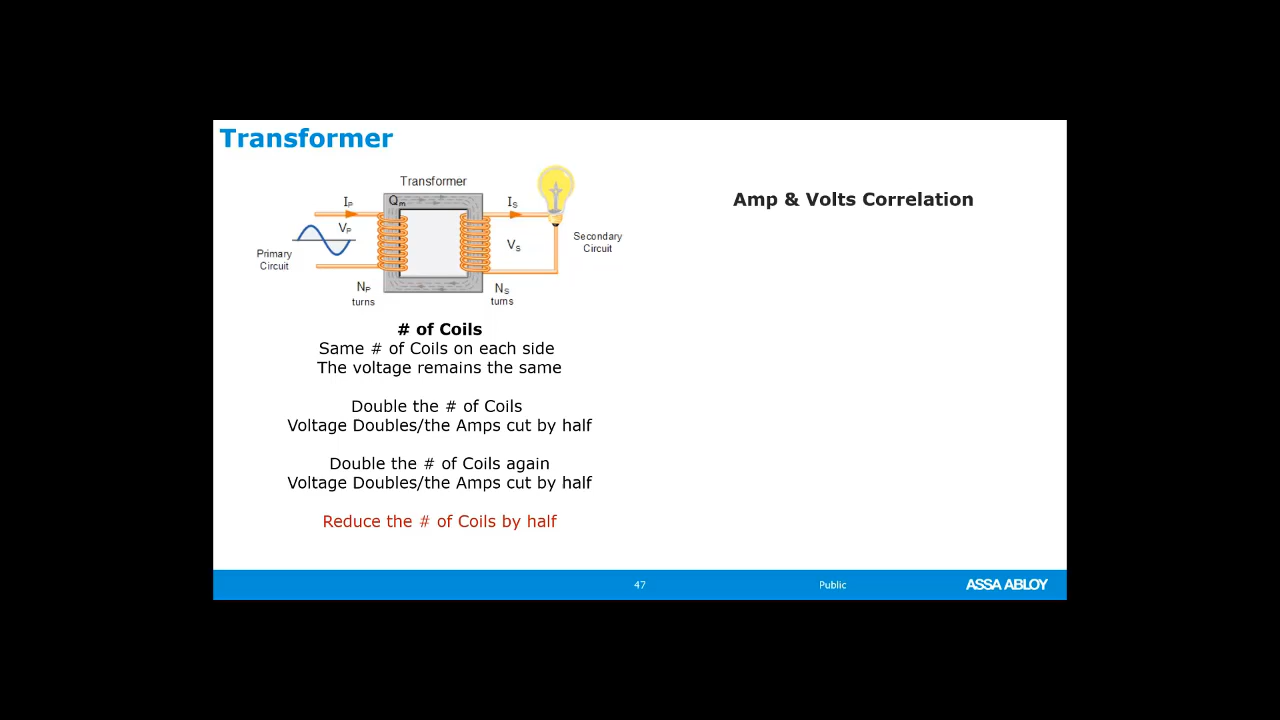 Transformer
Transformer
Qm
IP
IS
VP
VS
Primary
Circuit
Secondary
Circuit
NP
turns
NS
turns
# of Coils
Same # of Coils on each side
The voltage remains the same
Double the # of Coils
Voltage Doubles/the Amps cut by half
Double the # of Coils again
Voltage Doubles/the Amps cut by half
Reduce the # of Coils by half
Amp & Volts Correlation
47
Public
ASSA ABLOY